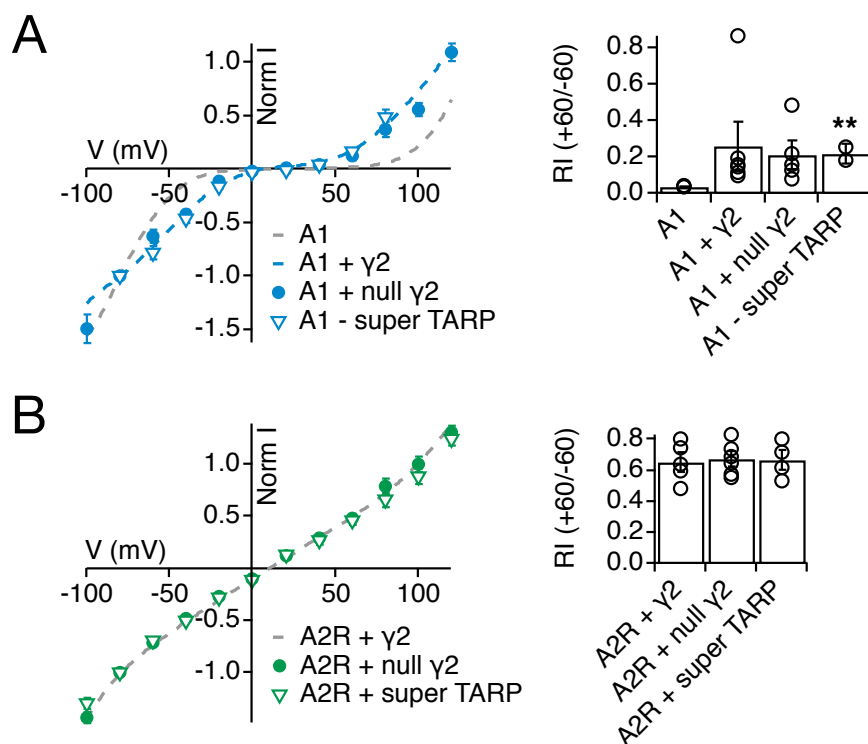 A
Norm I
1.0
0.5
V (mV)
-100
-50
50
100
-0.5
-1.0
-1.5
A1
A1 + γ2
A1 + null γ2
A1 - super TARP
RI (+60/-60)
0.8
0.6
0.4
0.2
0.0
**
A1
A1 + γ2
A1 + null γ2
A1 - super TARP
B
Norm I
1.0
0.5
V (mV)
-100
-50
50
100
-0.5
-1.0
A2R + γ2
A2R + null γ2
A2R + super TARP
RI (+60/-60)
0.8
0.6
0.4
0.2
0.0
A2R + γ2
A2R + null γ2
A2R + super TARP